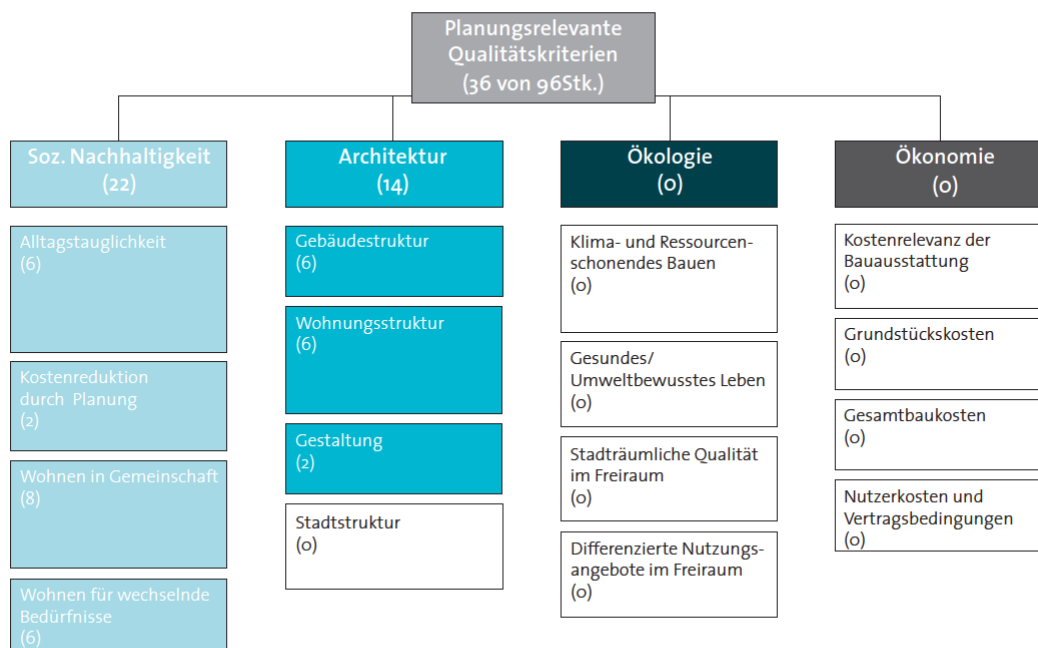 Planungsrelevante
Qualitätskriterien
(36 von 96Stk.)
Soz. Nachhaltigkeit
(22)
Alltagstauglichkeit
(6)
Kostenreduktion
durch Planung
(2)
Wohnen in Gemeinschaft
(8)
Wohnen für wechselnde
Bedürfnisse
(6)
Architektur
(14)
Gebäudestruktur
(6)
Wohnungsstruktur
(6)
Gestaltung
(2)
Stadtstruktur
(0)
Ökologie
(0)
Klima- und Ressourcen-
schonendes Bauen
(0)
Gesundes/
Umweltbewusstes Leben
(0)
Stadträumliche Qualität
im Freiraum
(0)
Differenzierte Nutzungs-
angebote im Freiraum
(0)
Ökonomie
(0)
Kostenrelevanz der
Bauausstattung
(0)
Grundstückskosten
(0)
Gesamtbaukosten
(0)
Nutzerkosten und
Vertragsbedingungen
(0)